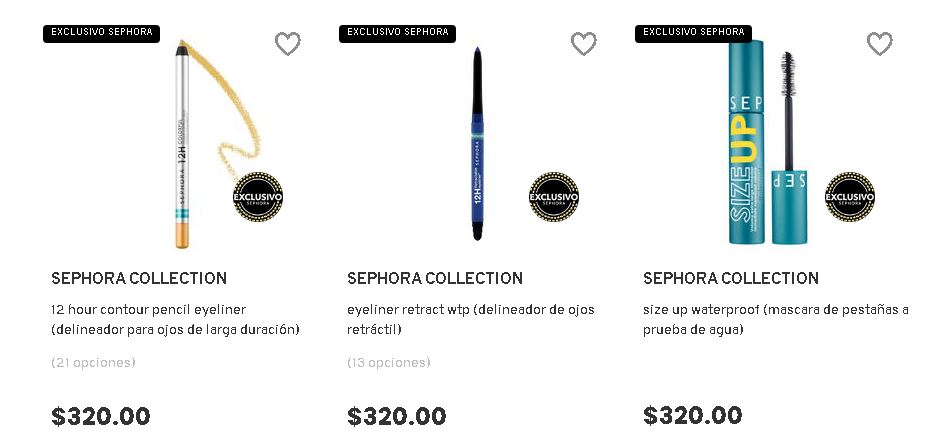 EXCLUSIVO SEPHORA
EXCLUSIVO SEPHORA
EXCLUSIVO SEPHORA
SEPHORA 12H
SEPHORA
12H
SEP
SIZE UP
SEP
EXCLUSIVO
SEPHORA
EXCLUSIVO
SEPHORA
EXCLUSIVO
SEPHORA
SEPHORA COLLECTION
12 hour contour pencil eyeliner
(delineador para ojos de larga duración)
(21 opciones)
$320.00
SEPHORA COLLECTION
eyeliner retract wtp (delineador de ojos
retráctil)
(13 opciones)
$320.00
SEPHORA COLLECTION
size up waterproof (mascara de pestañas a
prueba de agua)
$320.00